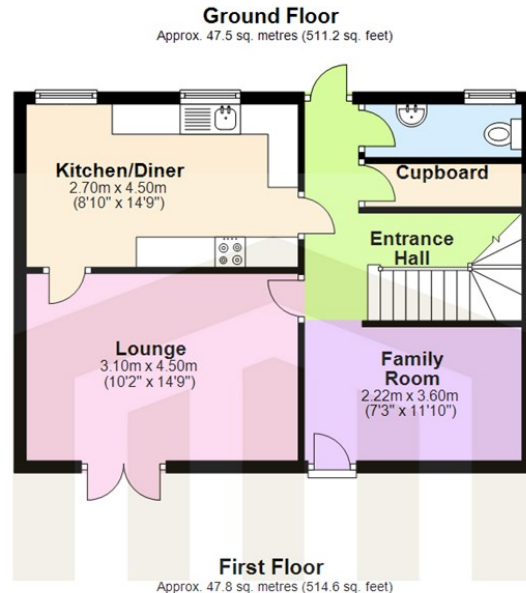 Ground Floor
Approx. 47.5 sq. metres (511.2 sq. feet)
Kitchen/Diner
2.70m x 4.50m
(8'10" x 14'9")
Cupboard
Entrance
Hall
Lounge
3.10m x 4.50m
(10'2" x 14'9")
Family
Room
2.22m x 3.60m
(7'3" x 11'10")
First Floor
Approx. 47.8 sq. metres (514.6 sq. feet)